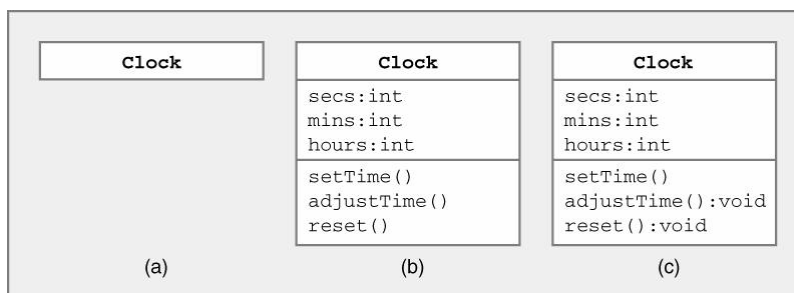 Clock
Clock
secs:int
mins:int
hours:int
setTime()
adjustTime()
reset()
Clock
secs:int
mins:int
hours:int
setTime()
adjustTime():void
reset():void
(a)
(b)
(c)